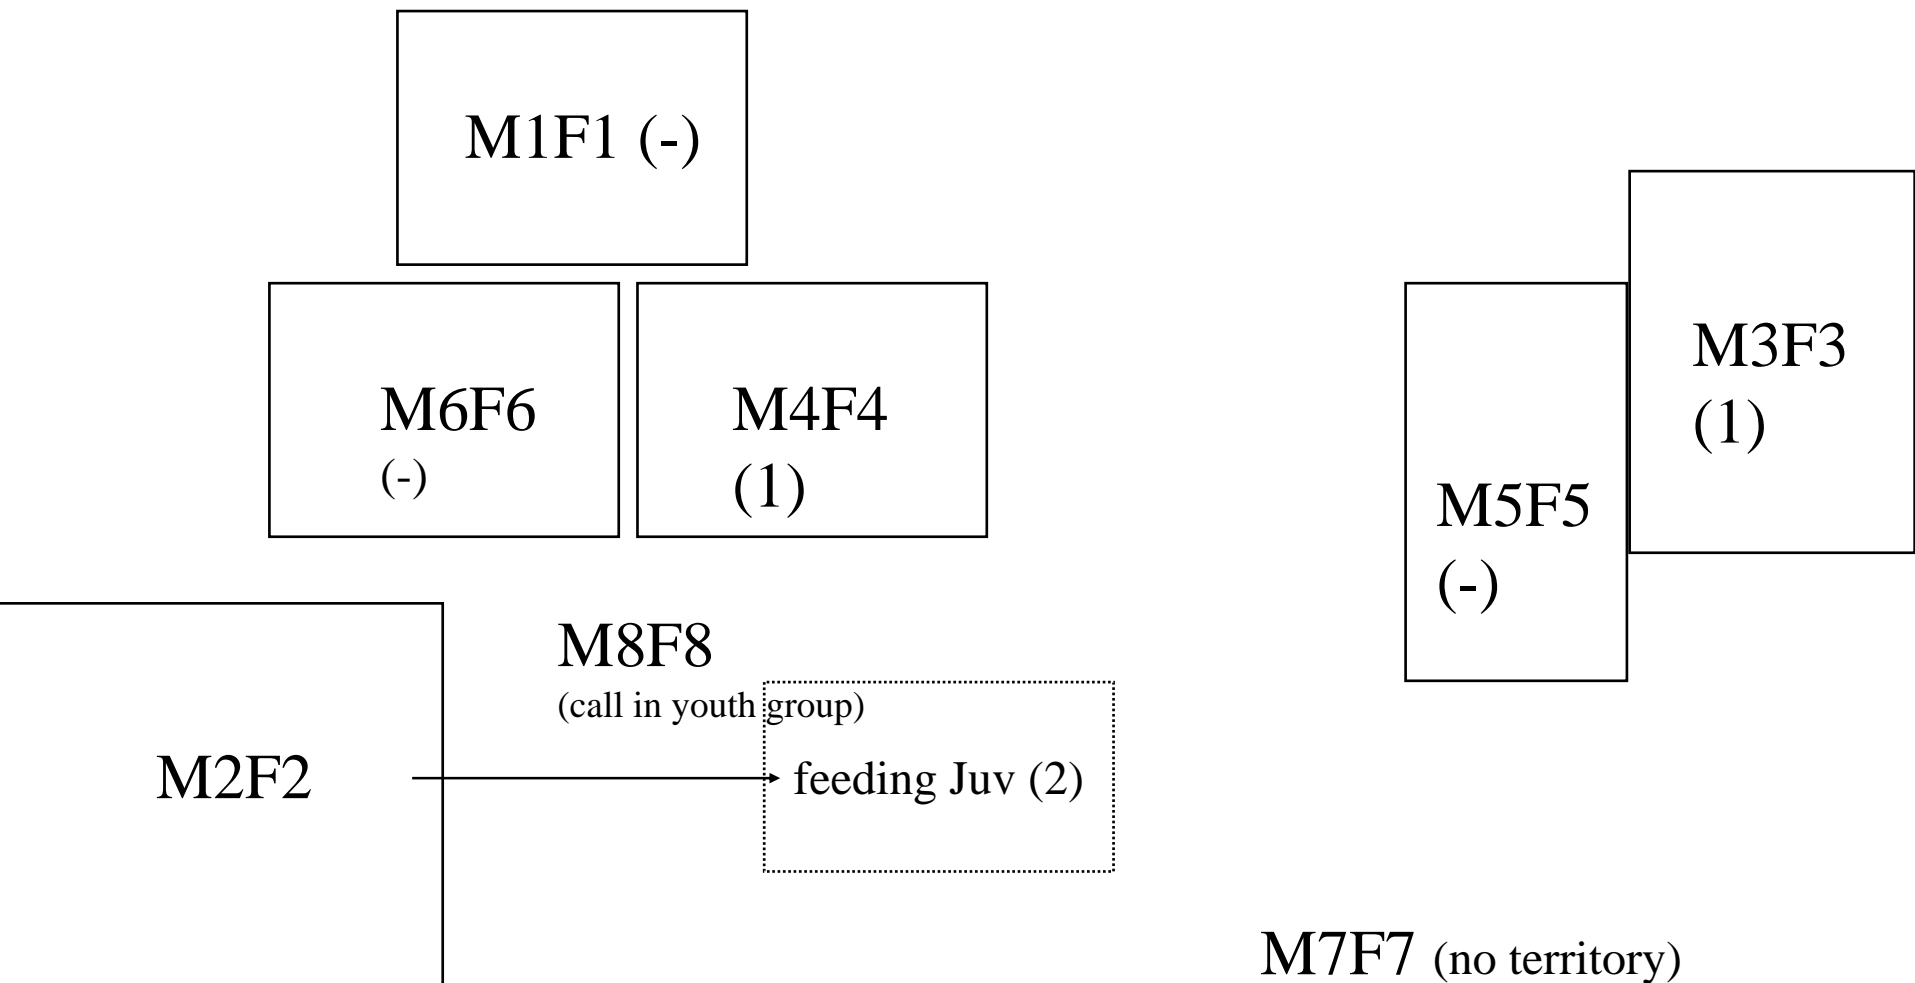 M1F1 (-)
M6F6
(-)
M4F4
(1)
M3F3
(1)
M5F5
(-)
M8F8
(call in youth group)
M2F2
feeding Juv (2)
M7F7 (no territory)